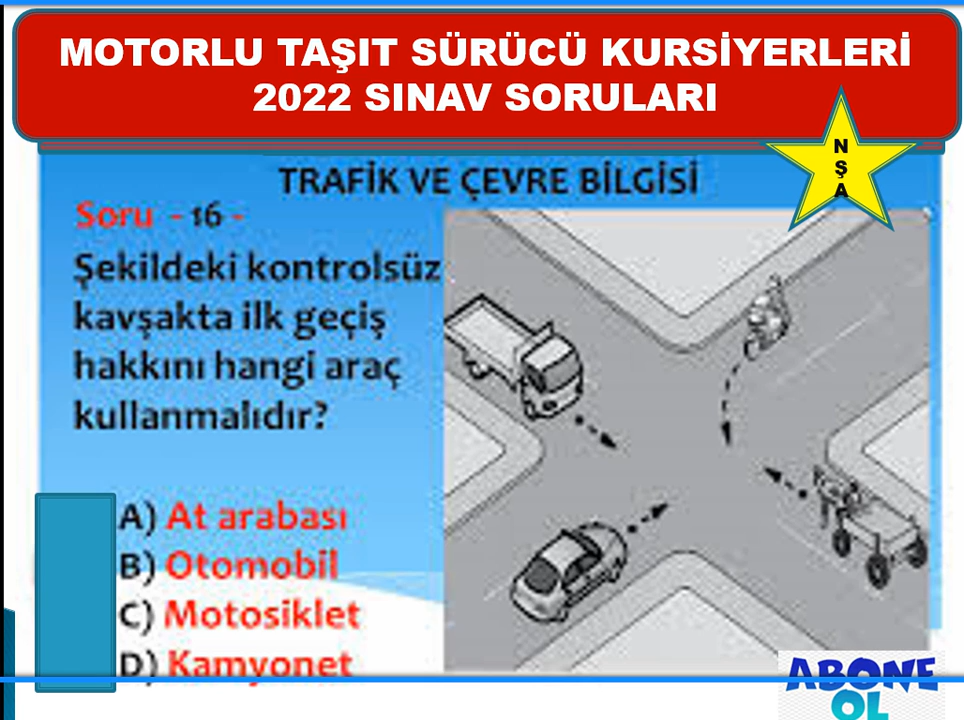 MOTORLU TAŞIT SÜRÜCÜ KURSİYERLERİ
2022 SINAV SORULARI
N
Ş
A
TRAFİK VE ÇEVRE BİLGİSİ
Soru - 16 -
Şekildeki kontrolsüz
kavşakta ilk geçiş
hakkını hangi araç
kullanmalıdır?
A) At arabası
B) Otomobil
C) Motosiklet
D) Kamyonet
ABONE
OL